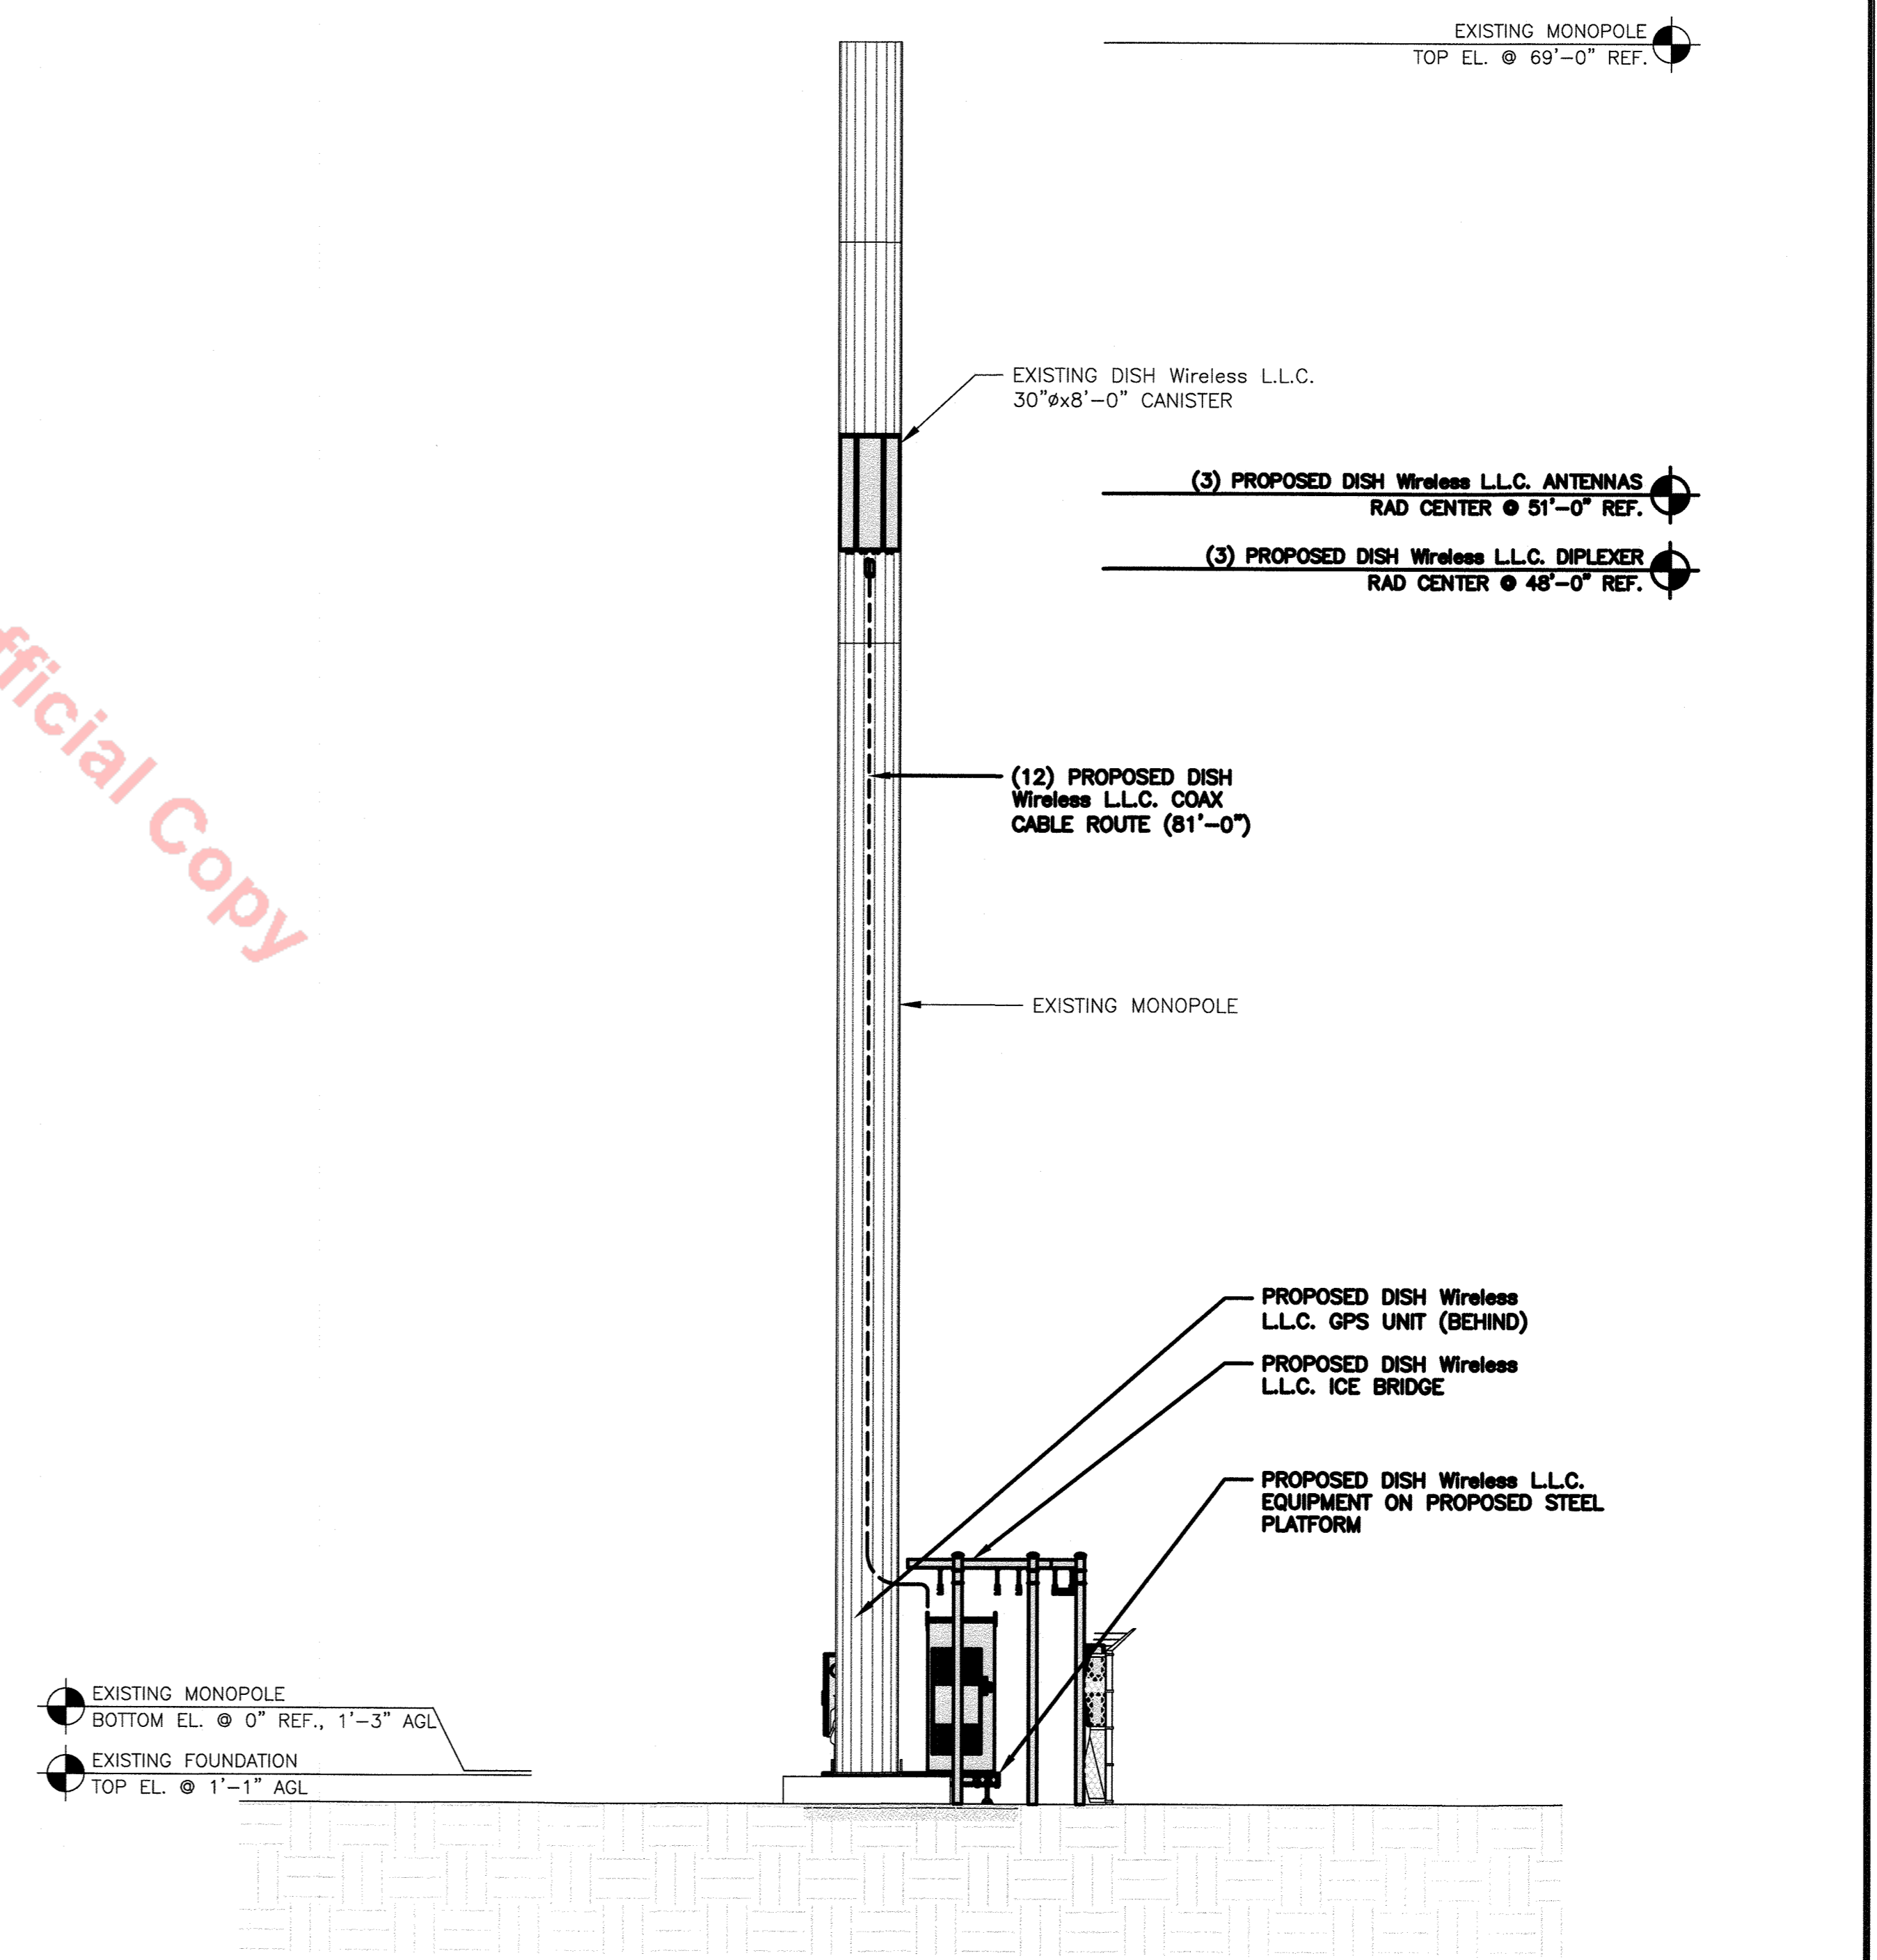 EXISTING MONOPOLE
TOP EL. @ 69'-0" REF.
EXISTING DISH Wireless L.L.C.
30"øx8'-0" CANISTER
(3) PROPOSED DISH Wireless L.L.C. ANTENNAS
RAD CENTER @ 51'-0" REF.
(3) PROPOSED DISH Wireless L.L.C. DIPLEXER
RAD CENTER @ 48'-0" REF.
Copy
(12) PROPOSED DISH
Wireless L.L.C. COAX
CABLE ROUTE (81'-0")
EXISTING MONOPOLE
PROPOSED DISH Wireless
L.L.C. GPS UNIT (BEHIND)
PROPOSED DISH Wireless
L.L.C. ICE BRIDGE
PROPOSED DISH Wireless L.L.C.
EQUIPMENT ON PROPOSED STEEL
PLATFORM
EXISTING MONOPOLE
BOTTOM EL. @ 0" REF., 1'-3" AGL
EXISTING FOUNDATION
TOP EL. @ 1'-1" AGL